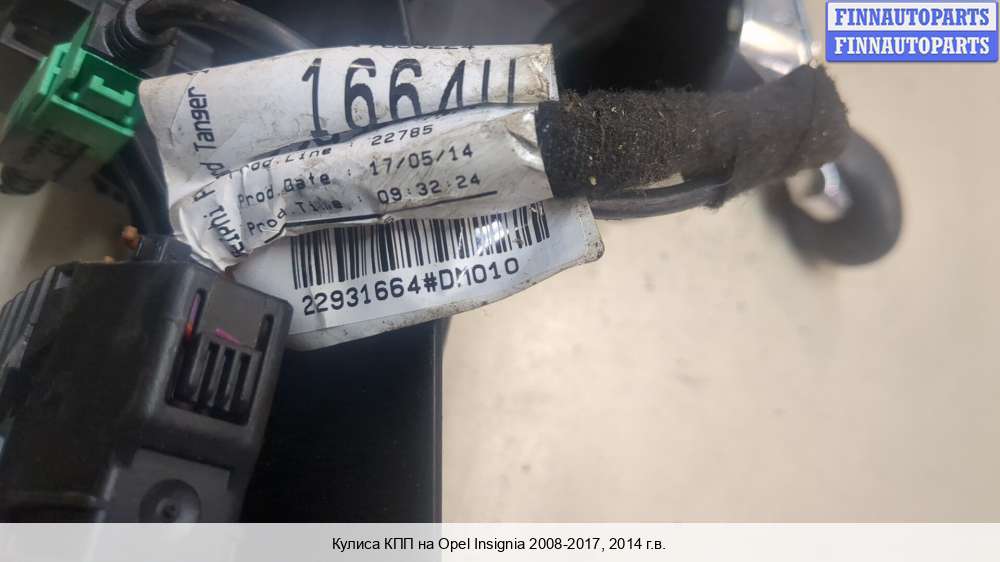 FINNAUTOPARTS
FINNAUTOPARTS
Tanger
Prod.Line : 22785
Prod.Date : 17/05/14
Prod.Time : 09:32:24
22931664#DM010
Кулиса КПП на Opel Insignia 2008-2017, 2014 г.в.